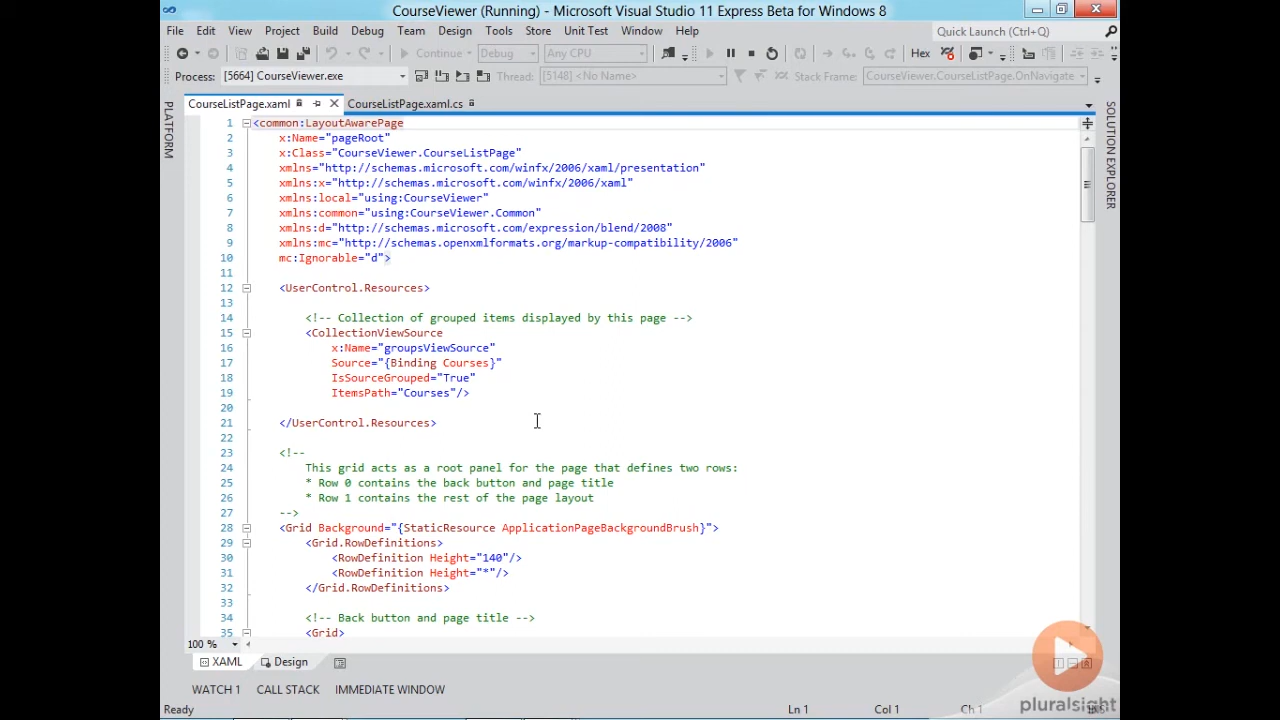 CourseViewer (Running) - Microsoft Visual Studio 11 Express Beta for Windows 8
File Edit View Project Build Debug Team Design Tools Store Unit Test Window Help Quick Launch (Ctrl+Q)
Continue Debug Any CPU Hex
Process: [5664] CourseViewer.exe Thread: [5148] <No Name> Stack Frame: CourseViewer.CourseListPage.OnNavigate
PLATFORM
CourseListPage.xaml CourseListPage.xaml.cs
SOLUTION EXPLORER
1 <common:LayoutAwarePage
2 x:Name="pageRoot"
3 x:Class="CourseViewer.CourseListPage"
4 xmlns="http://schemas.microsoft.com/winfx/2006/xaml/presentation"
5 xmlns:x="http://schemas.microsoft.com/winfx/2006/xaml"
6 xmlns:local="using:CourseViewer"
7 xmlns:common="using:CourseViewer.Common"
8 xmlns:d="http://schemas.microsoft.com/expression/blend/2008"
9 xmlns:mc="http://schemas.openxmlformats.org/markup-compatibility/2006"
10 mc:Ignorable="d">
11
12 <UserControl.Resources>
13
14 <!-- Collection of grouped items displayed by this page -->
15 <CollectionViewSource
16 x:Name="groupsViewSource"
17 Source="{Binding Courses}"
18 IsSourceGrouped="True"
19 ItemsPath="Courses"/>
20
21 </UserControl.Resources>
22
23 <!--
24 This grid acts as a root panel for the page that defines two rows:
25 * Row 0 contains the back button and page title
26 * Row 1 contains the rest of the page layout
27 -->
28 <Grid Background="{StaticResource ApplicationPageBackgroundBrush}">
29 <Grid.RowDefinitions>
30 <RowDefinition Height="140"/>
31 <RowDefinition Height="*"/>
32 </Grid.RowDefinitions>
33
34 <!-- Back button and page title -->
35 <Grid>
100 %
XAML Design
WATCH 1 CALL STACK IMMEDIATE WINDOW
Ready Ln 1 Col 1 Ch 1
pluralsight